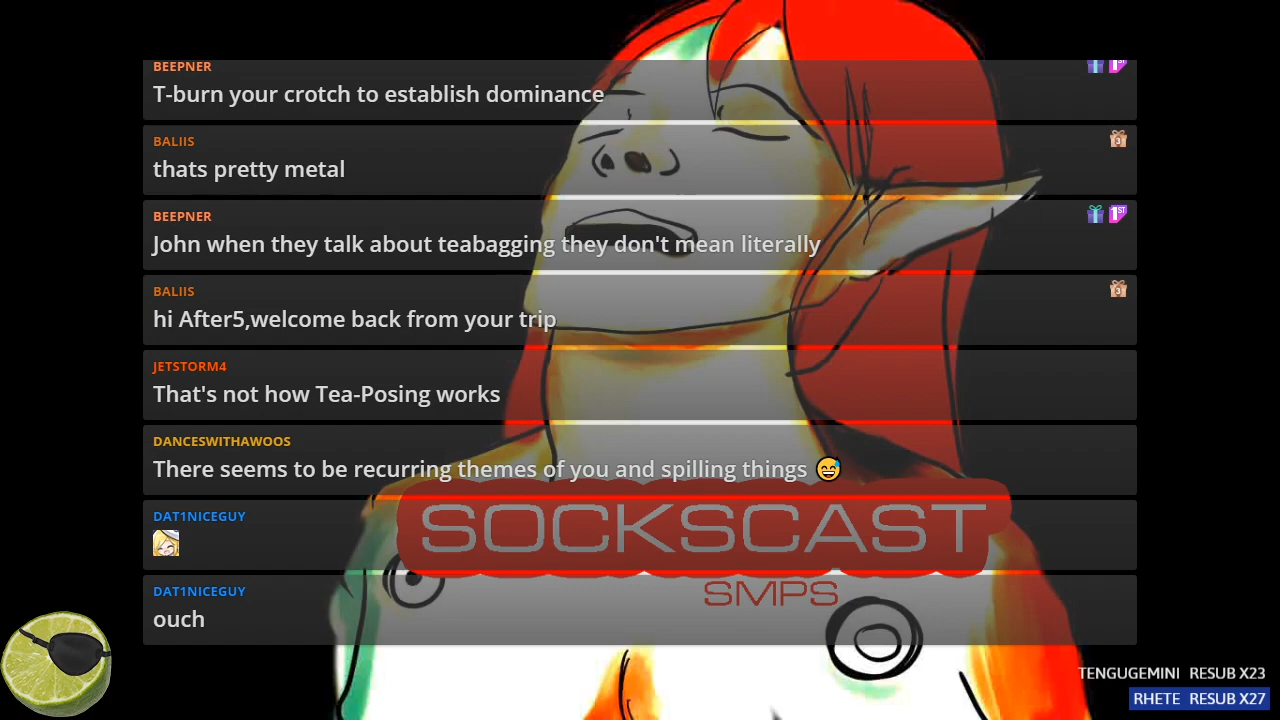 BEEPNER
T-burn your crotch to establish dominance
BALIIS
thats pretty metal
BEEPNER
John when they talk about teabagging they don't mean literally
BALIIS
hi After5,welcome back from your trip
JETSTORM4
That's not how Tea-Posing works
DANCESWITHAWOOS
There seems to be recurring themes of you and spilling things 😅
DAT1NICEGUY
DAT1NICEGUY
ouch
SOCKSCAST
SMPS
TENGUGEMINI RESUB X23
RHETE RESUB X27